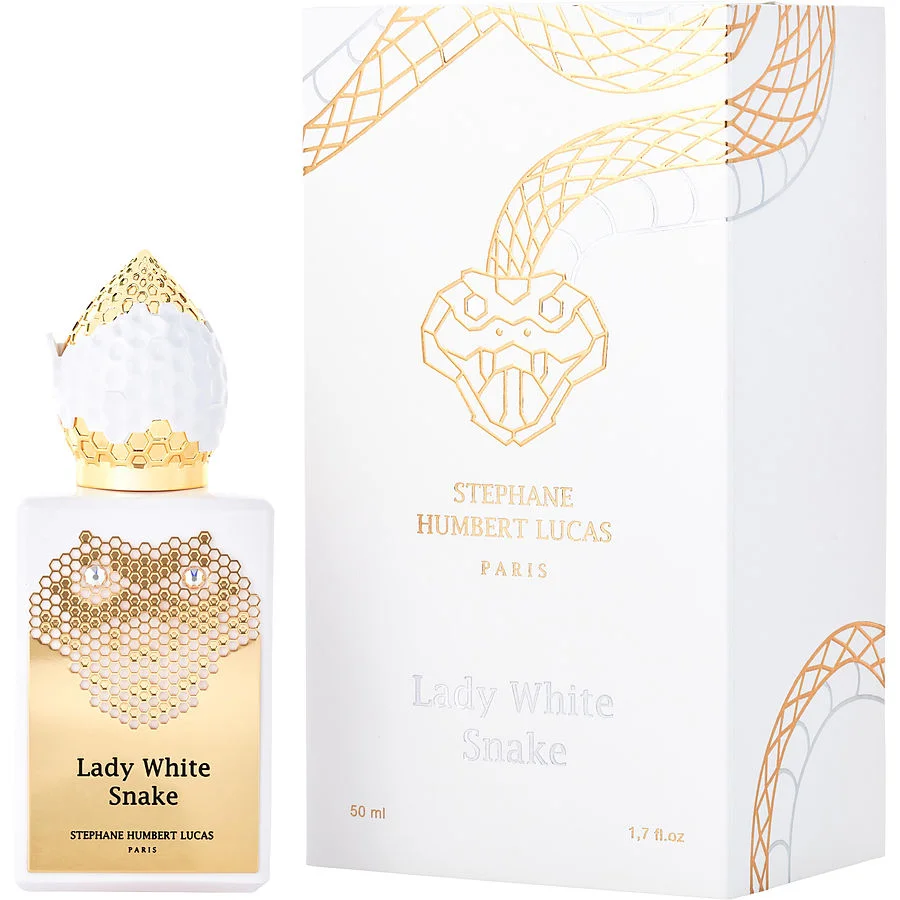 STEPHANE
HUMBERT LUCAS
PARIS
Lady White
Snake
50 ml
1,7 fl.oz
Lady White
Snake
STEPHANE HUMBERT LUCAS
PARIS